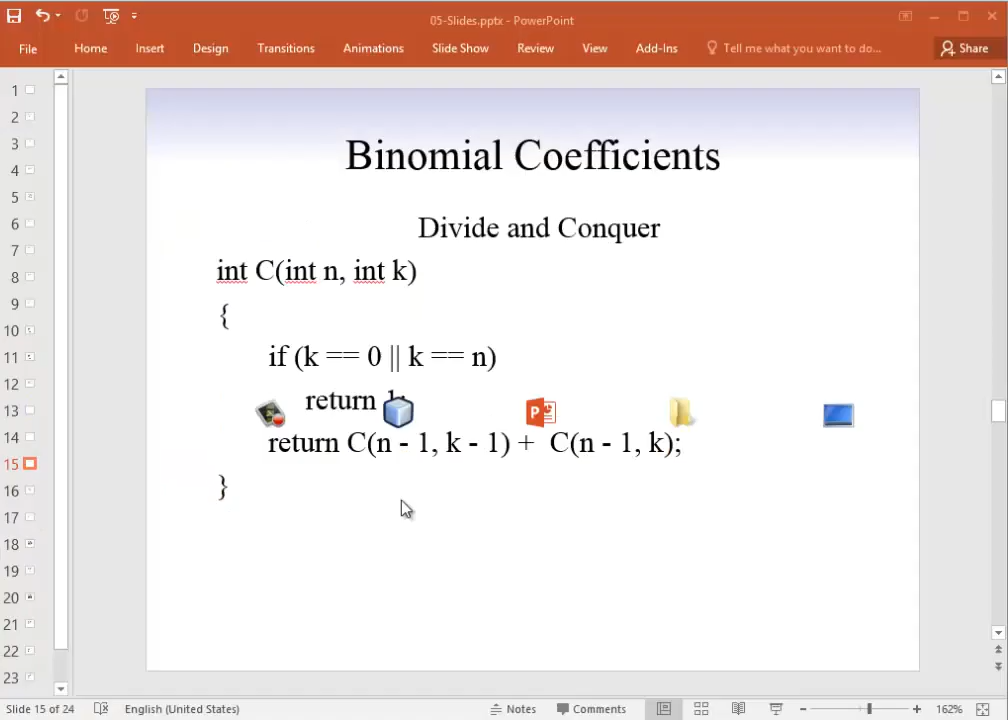 05-Slides.pptx - PowerPoint
File Home Insert Design Transitions Animations Slide Show Review View Add-Ins Tell me what you want to do... Share
1
2
3
4
5
6
7
8
9
10
11
12
13
14
15
16
17
18
19
20
21
22
23
Binomial Coefficients
Divide and Conquer
int C(int n, int k)
{
if (k == 0 || k == n)
return
return C(n - 1, k - 1) + C(n - 1, k);
}
Slide 15 of 24 English (United States) Notes Comments 162%